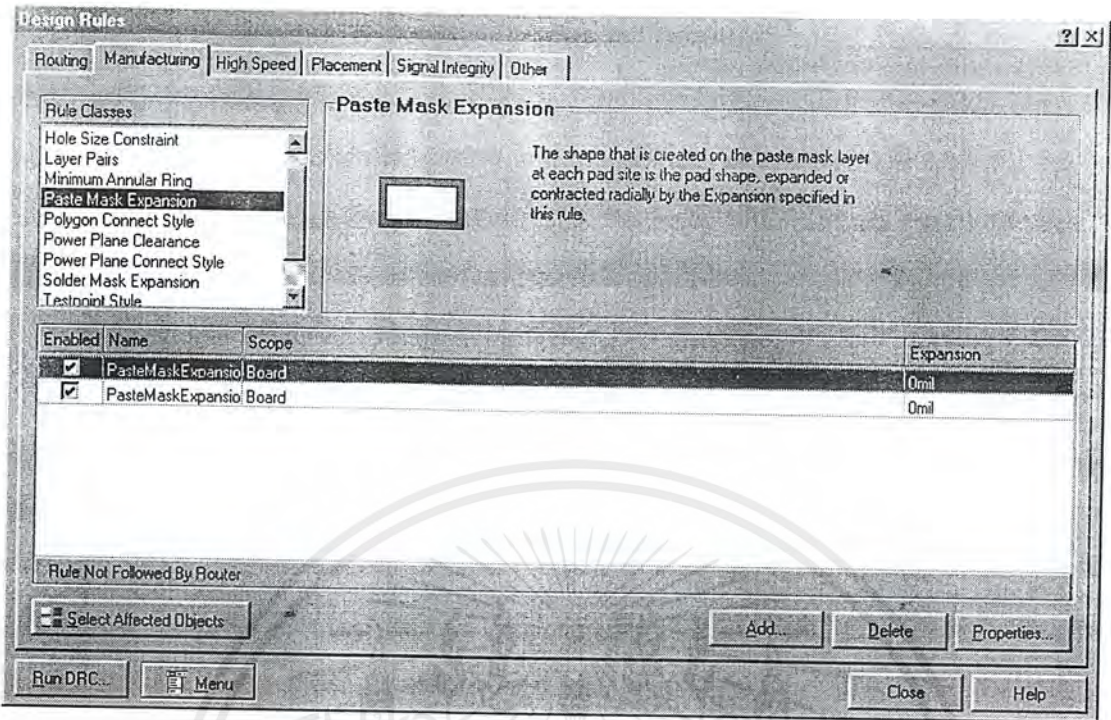 Design Rules
Routing Manufacturing High Speed Placement Signal Integrity Other
Rule Classes
Hole Size Constraint
Layer Pairs
Minimum Annular Ring
Paste Mask Expansion
Polygon Connect Style
Power Plane Clearance
Power Plane Connect Style
Solder Mask Expansion
Testpoint Style
Paste Mask Expansion
The shape that is created on the paste mask layer
at each pad site is the pad shape, expanded or
contracted radially by the Expansion specified in
this rule.
Enabled Name Scope Expansion
PasteMaskExpansio Board 0mil
PasteMaskExpansio Board 0mil
Rule Not Followed By Router
Select Affected Objects Add... Delete Properties...
Run DRC... Menu Close Help